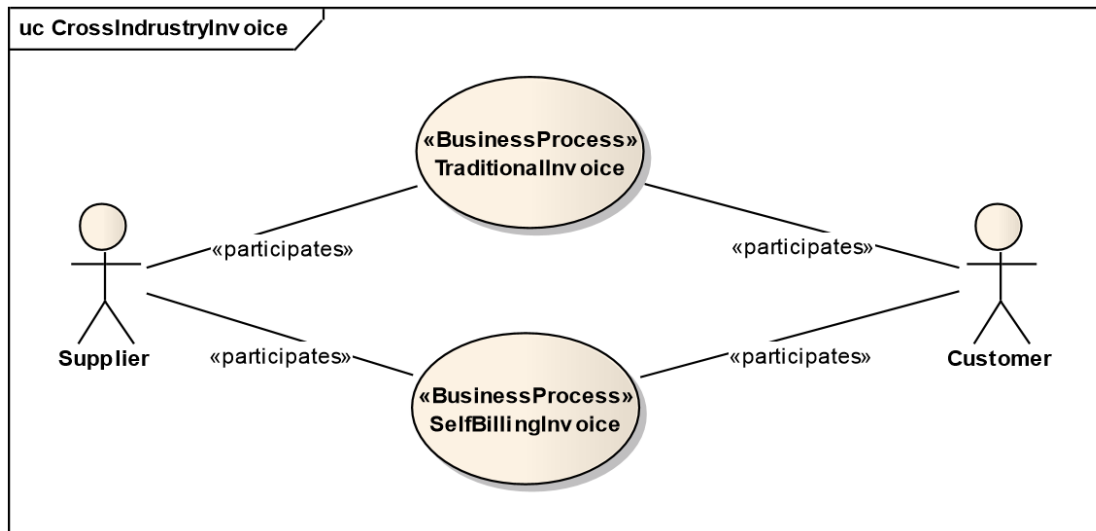 uc CrossIndrustryInvoice
«BusinessProcess»
TraditionalInvoice
«participates»
«participates»
Supplier
Customer
«participates»
«participates»
«BusinessProcess»
SelfBillingInvoice